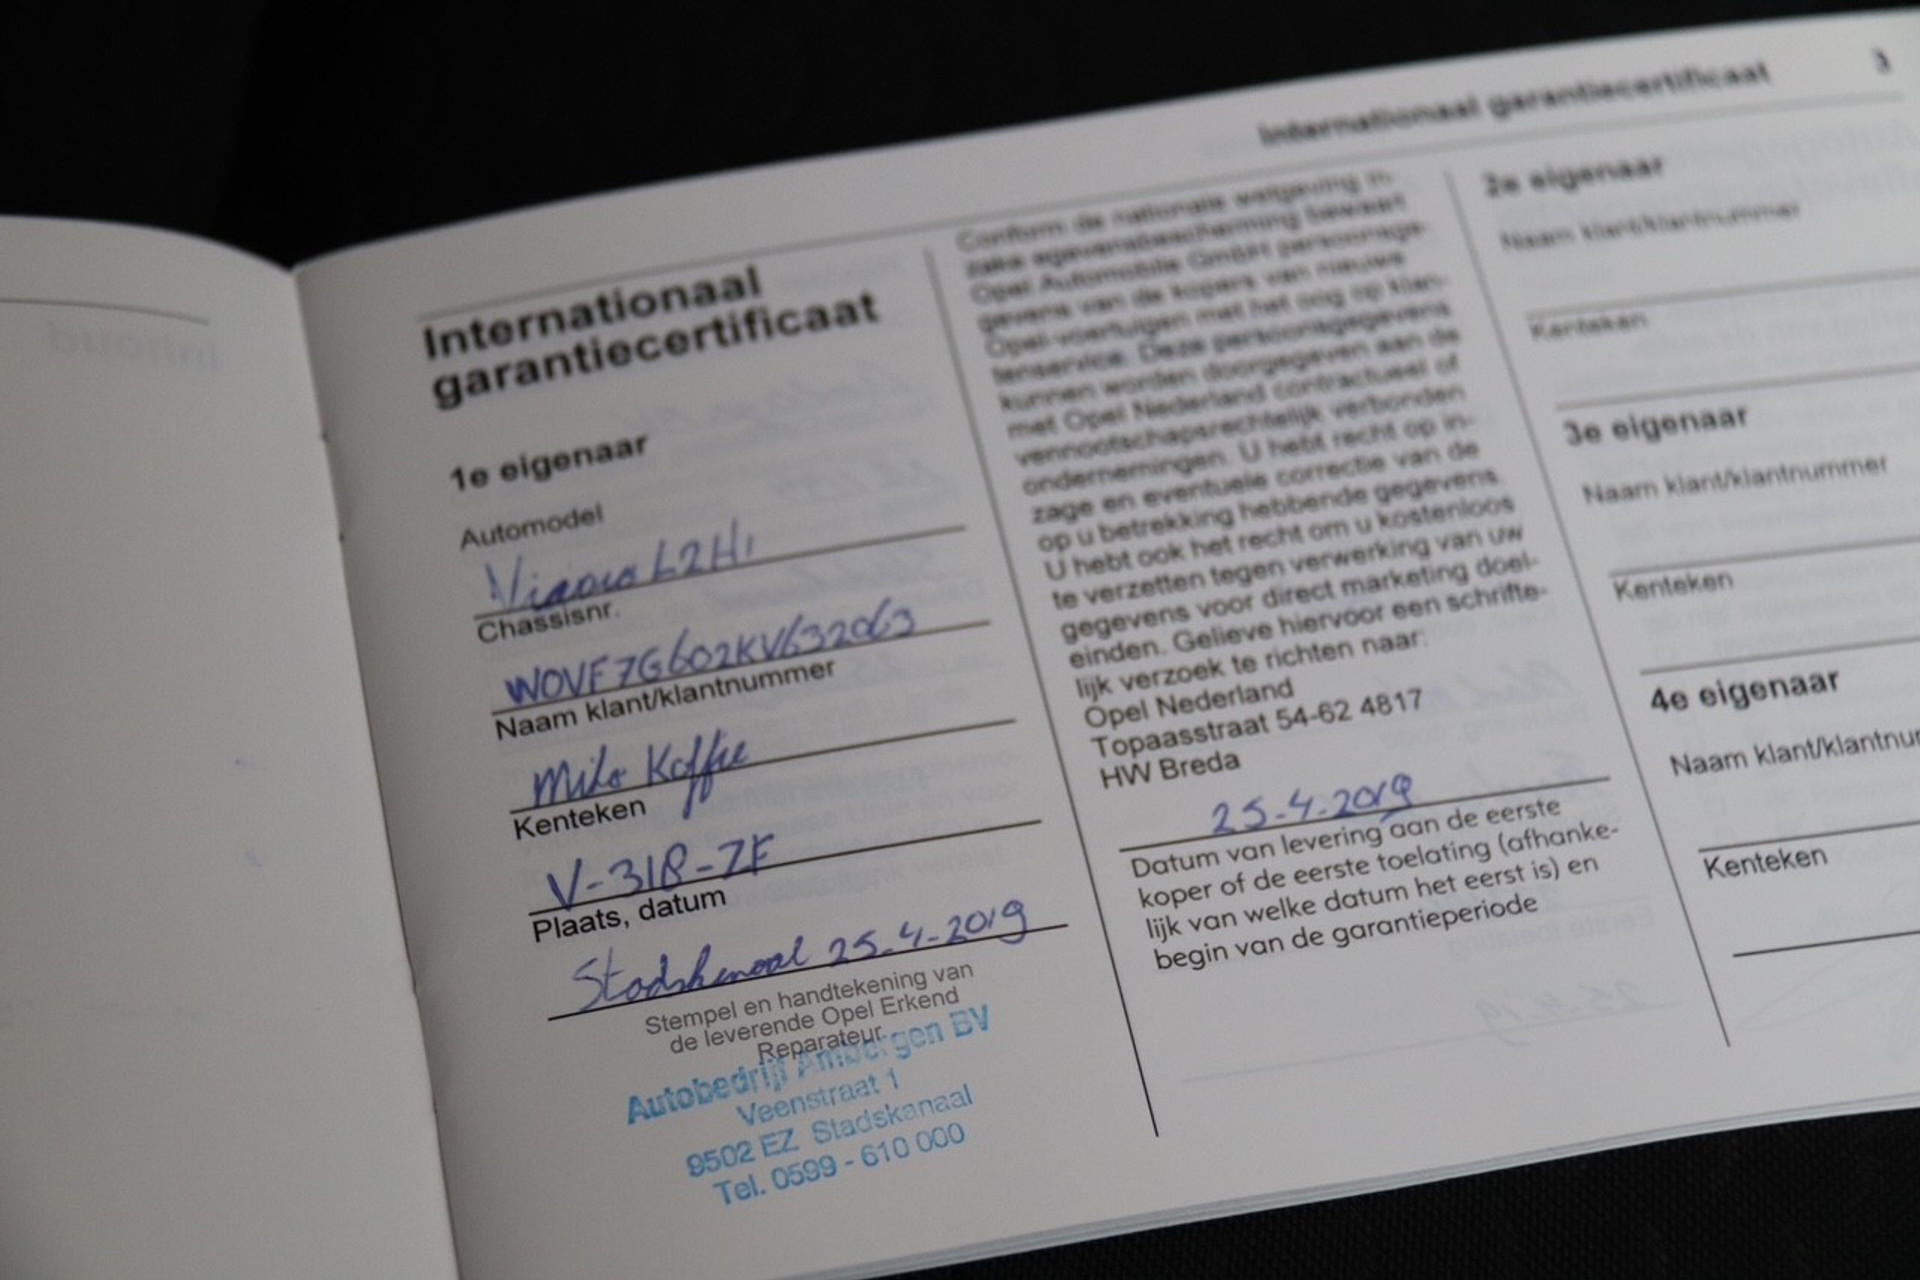 Internationaal garantiecertificaat 3
Internationaal
garantiecertificaat
1e eigenaar
Automodel
Vivaro L2H1
Chassisnr.
W0VF7G602KV632063
Naam klant/klantnummer
Milo Koffie
Kenteken
V-318-ZF
Plaats, datum
Stadskanaal 25-4-2019
Stempel en handtekening van
de leverende Opel Erkend
Reparateur
Autobedrijf Ambergen BV
Veenstraat 1
9502 EZ Stadskanaal
Tel. 0599 - 610 000
Conform de nationale wetgeving in-
zake egevensbescherming bewaart
Opel Automobile GmbH persoonsge-
gevens van de kopers van nieuwe
Opel-voertuigen met het oog op klan-
tenservice. Deze persoonsgegevens
kunnen worden doorgegeven aan de
met Opel Nederland contractueel of
vennootschapsrechtelijk verbonden
ondernemingen. U hebt recht op in-
zage en eventuele correctie van de
op u betrekking hebbende gegevens.
U hebt ook het recht om u kosteloos
te verzetten tegen verwerking van uw
gegevens voor direct marketing doel-
einden. Gelieve hiervoor een schrifte-
lijk verzoek te richten naar:
Opel Nederland
Topaasstraat 54-62 4817
HW Breda
25-4-2019
Datum van levering aan de eerste
koper of de eerste toelating (afhanke-
lijk van welke datum het eerst is) en
begin van de garantieperiode
2e eigenaar
Naam klant/klantnummer
Kenteken
3e eigenaar
Naam klant/klantnummer
Kenteken
4e eigenaar
Naam klant/klantnu
Kenteken